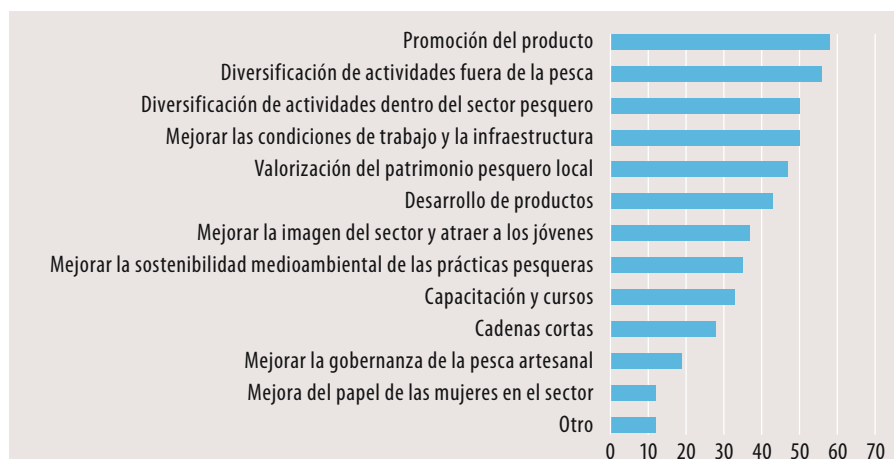 Promoción del producto
Diversificación de actividades fuera de la pesca
Diversificación de actividades dentro del sector pesquero
Mejorar las condiciones de trabajo y la infraestructura
Valorización del patrimonio pesquero local
Desarrollo de productos
Mejorar la imagen del sector y atraer a los jóvenes
Mejorar la sostenibilidad medioambiental de las prácticas pesqueras
Capacitación y cursos
Cadenas cortas
Mejorar la gobernanza de la pesca artesanal
Mejora del papel de las mujeres en el sector
Otro
0 10 20 30 40 50 60 70